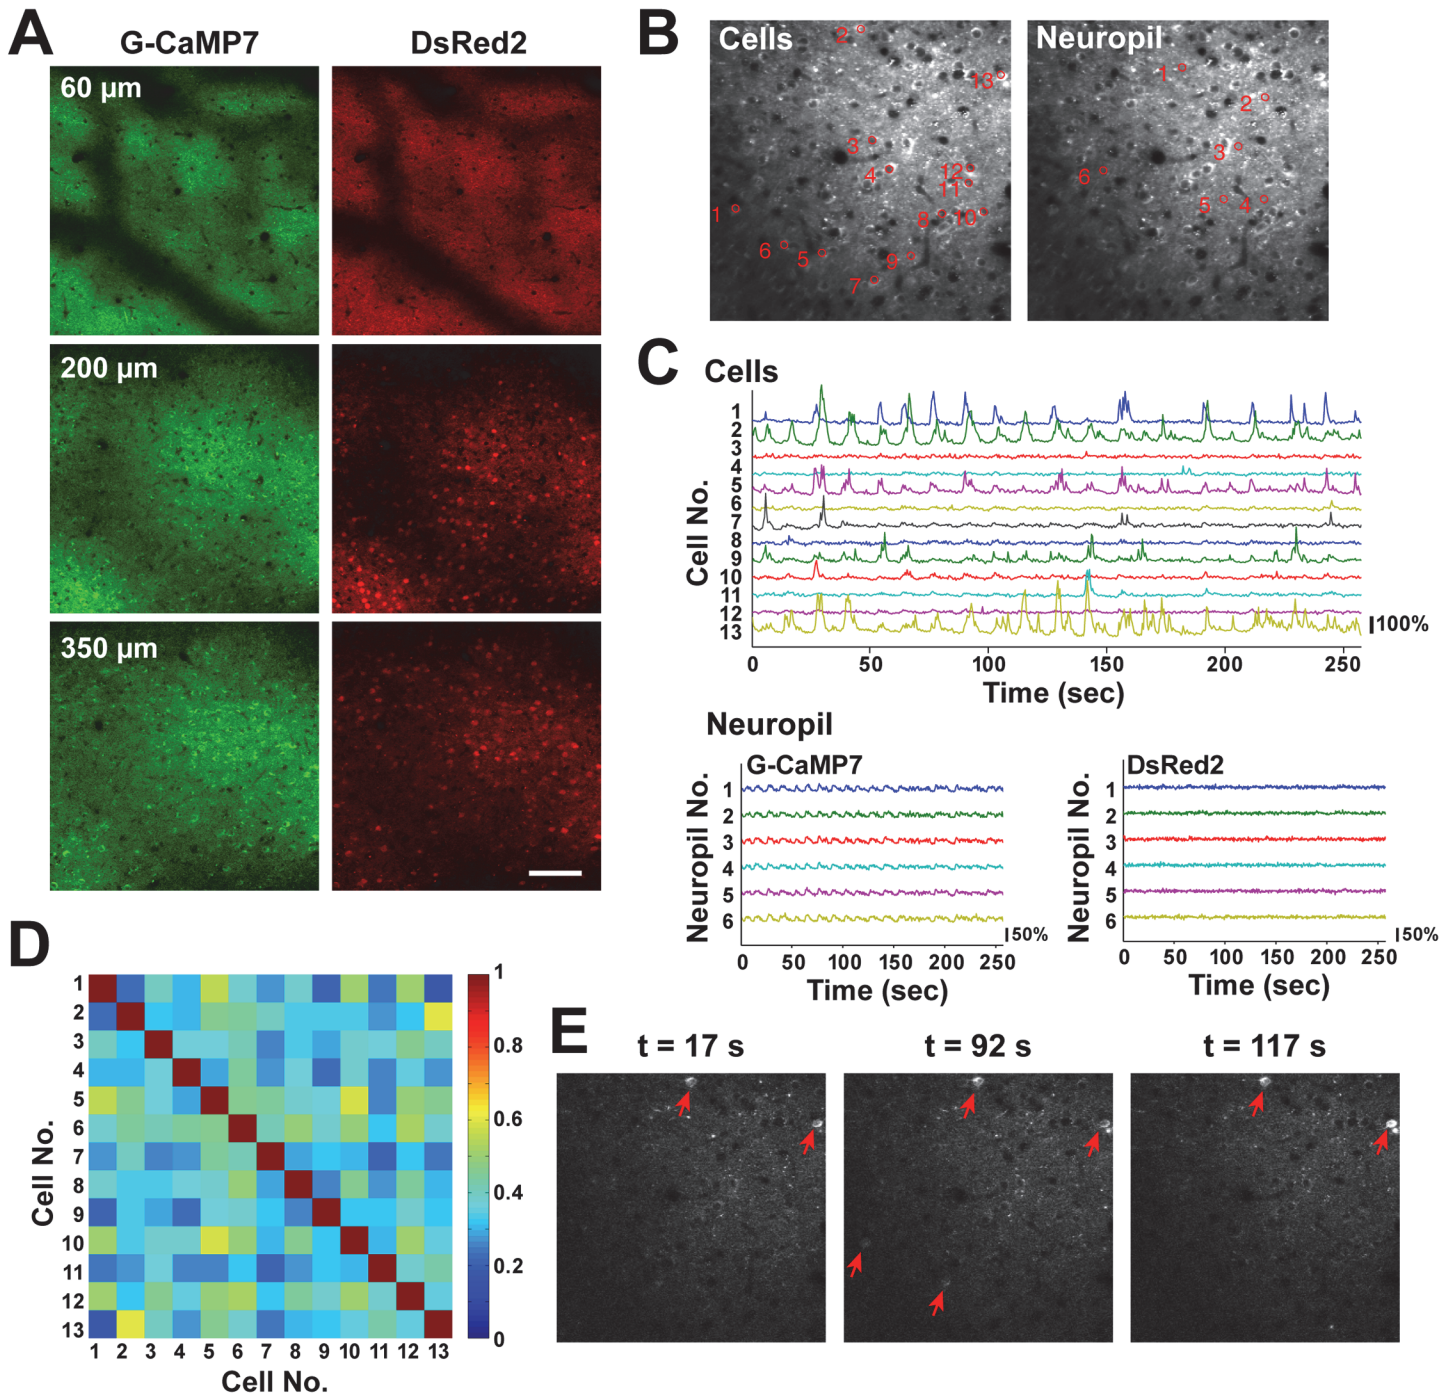 A
G-CaMP7
DsRed2
60 µm
200 µm
350 µm
B
Cells
2
13
3
4
12
11
1
8
10
6
5
9
7
Neuropil
1
2
3
6
5
4
C
Cells
Cell No.
1
2
3
4
5
6
7
8
9
10
11
12
13
100%
0 50 100 150 200 250
Time (sec)
Neuropil
G-CaMP7
Neuropil No.
1
2
3
4
5
6
50%
0 50 100 150 200 250
Time (sec)
DsRed2
Neuropil No.
1
2
3
4
5
6
50%
0 50 100 150 200 250
Time (sec)
D
Cell No.
1
2
3
4
5
6
7
8
9
10
11
12
13
1 2 3 4 5 6 7 8 9 10 11 12 13
Cell No.
1
0.8
0.6
0.4
0.2
0
E
t = 17 s
t = 92 s
t = 117 s